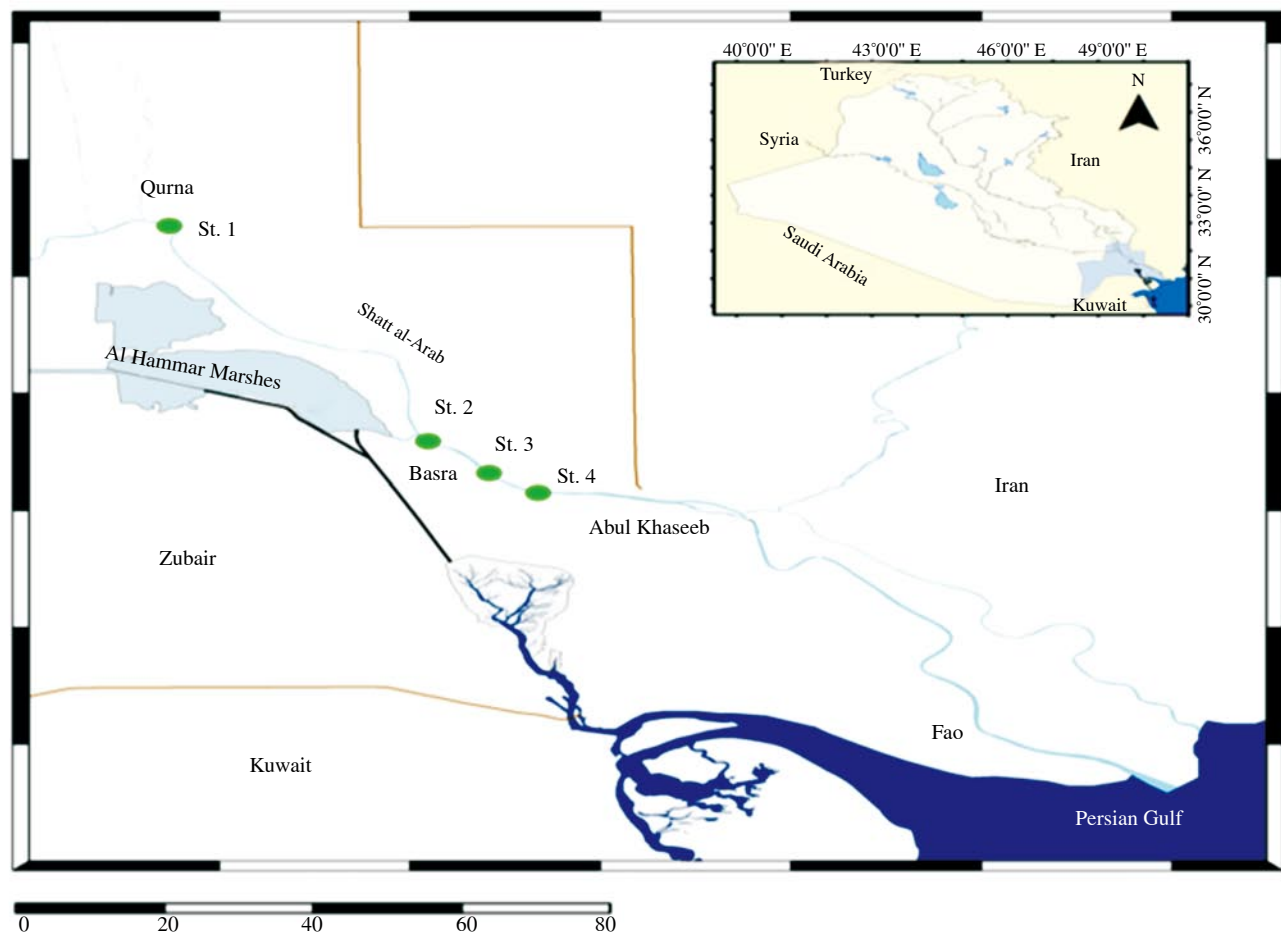 40°0'0" E 43°0'0" E 46°0'0" E 49°0'0" E
Turkey
N
36°0'0" N
Syria
Iran
33°0'0" N
Saudi Arabia
Kuwait
30°0'0" N
Qurna
St. 1
Shatt al-Arab
Al Hammar Marshes
St. 2
St. 3
Basra
St. 4
Iran
Abul Khaseeb
Zubair
Fao
Kuwait
Persian Gulf
0 20 40 60 80